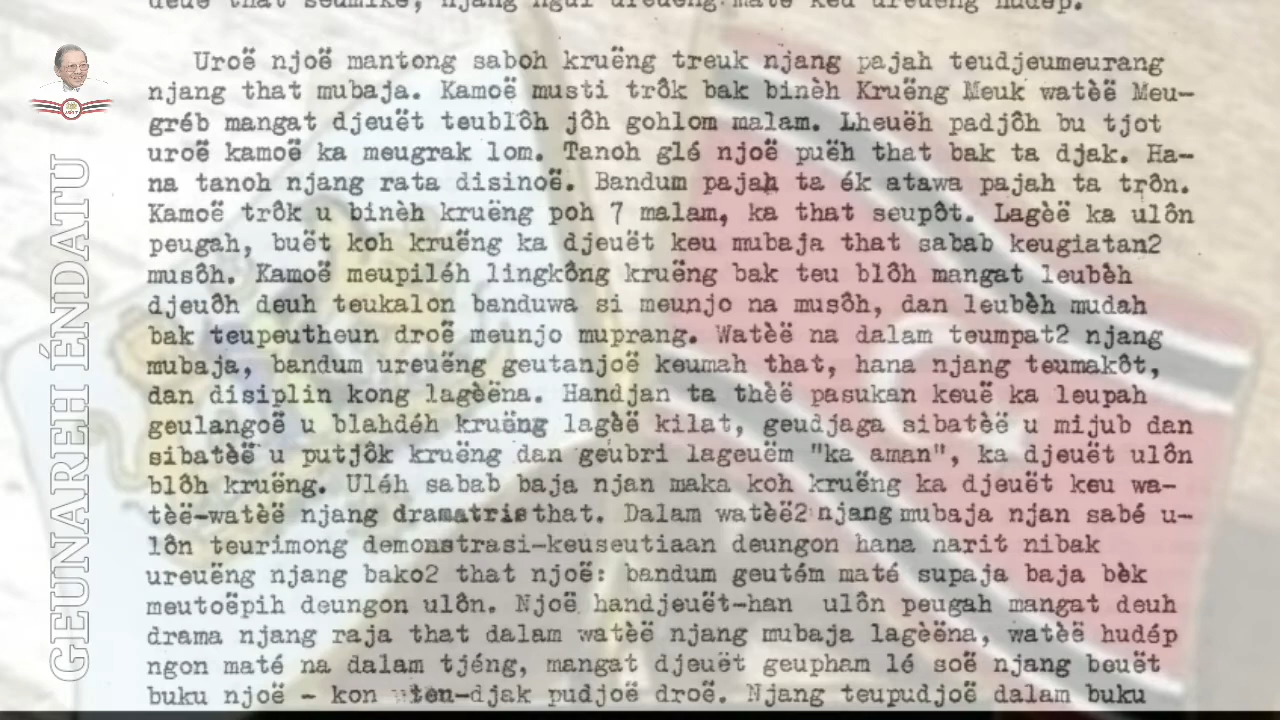 deue that seumike, njang ngui ureuëng maté keu ureuëng hudép.
Uroë njoë mantong saboh kruëng treuk njang pajah teudjeumeurang
njang that mubaja. Kamoë musti trôk bak binèh Kruëng Meuk watèë Meu-
gréb mangat djeuët teublôh jôh gohlom malam. Lheuëh padjôh bu tjot
uroë kamoë ka meugrak lom. Tanoh glé njoë puëh that bak ta djak. Ha-
na tanoh njang rata disinoë. Bandum pajah ta ék atawa pajah ta trôn.
Kamoë trôk u binèh kruëng poh 7 malam, ka that seupôt. Lagèë ka ulôn
peugah, buët koh kruëng ka djeuët keu mubaja that sabab keugiatan2
musôh. Kamoë meupiléh lingkông kruëng bak teu blôh mangat leubèh
djeuôh deuh teukalon banduwa si meunjo na musôh, dan leubèh mudah
bak teupeutheun droë meunjo muprang. Watèë na dalam teumpat2 njang
mubaja, bandum ureuëng geutanjoë keumah that, hana njang teumakôt,
dan disiplin kong lagèëna. Handjan ta thèë pasukan keuë ka leupah
geulangoë u blahdéh kruëng lagèë kilat, geudjaga sibatèë u mijub dan
sibatèë u putjôk kruëng dan geubri lageuëm "ka aman", ka djeuët ulôn
blôh kruëng. Uléh sabab baja njan maka koh kruëng ka djeuët keu wa-
tèë-watèë njang dramatris that. Dalam watèë2 njang mubaja njan sabé u-
lôn teurimong demonstrasi-keuseutiaan deungon hana narit nibak
ureuëng njang bako2 that njoë: bandum geutém maté supaja baja bèk
meutoëpih deungon ulôn. Njoë handjeuët-han ulôn peugah mangat deuh
drama njang raja that dalam watèë njang mubaja lagèëna, watèë hudép
ngon maté na dalam tjéng, mangat djeuët geupham lé soë njang beuët
buku njoë - kon ten-djak pudjoë droë. Njang teupudjoë dalam buku
GEUNAREH ÉNDATU